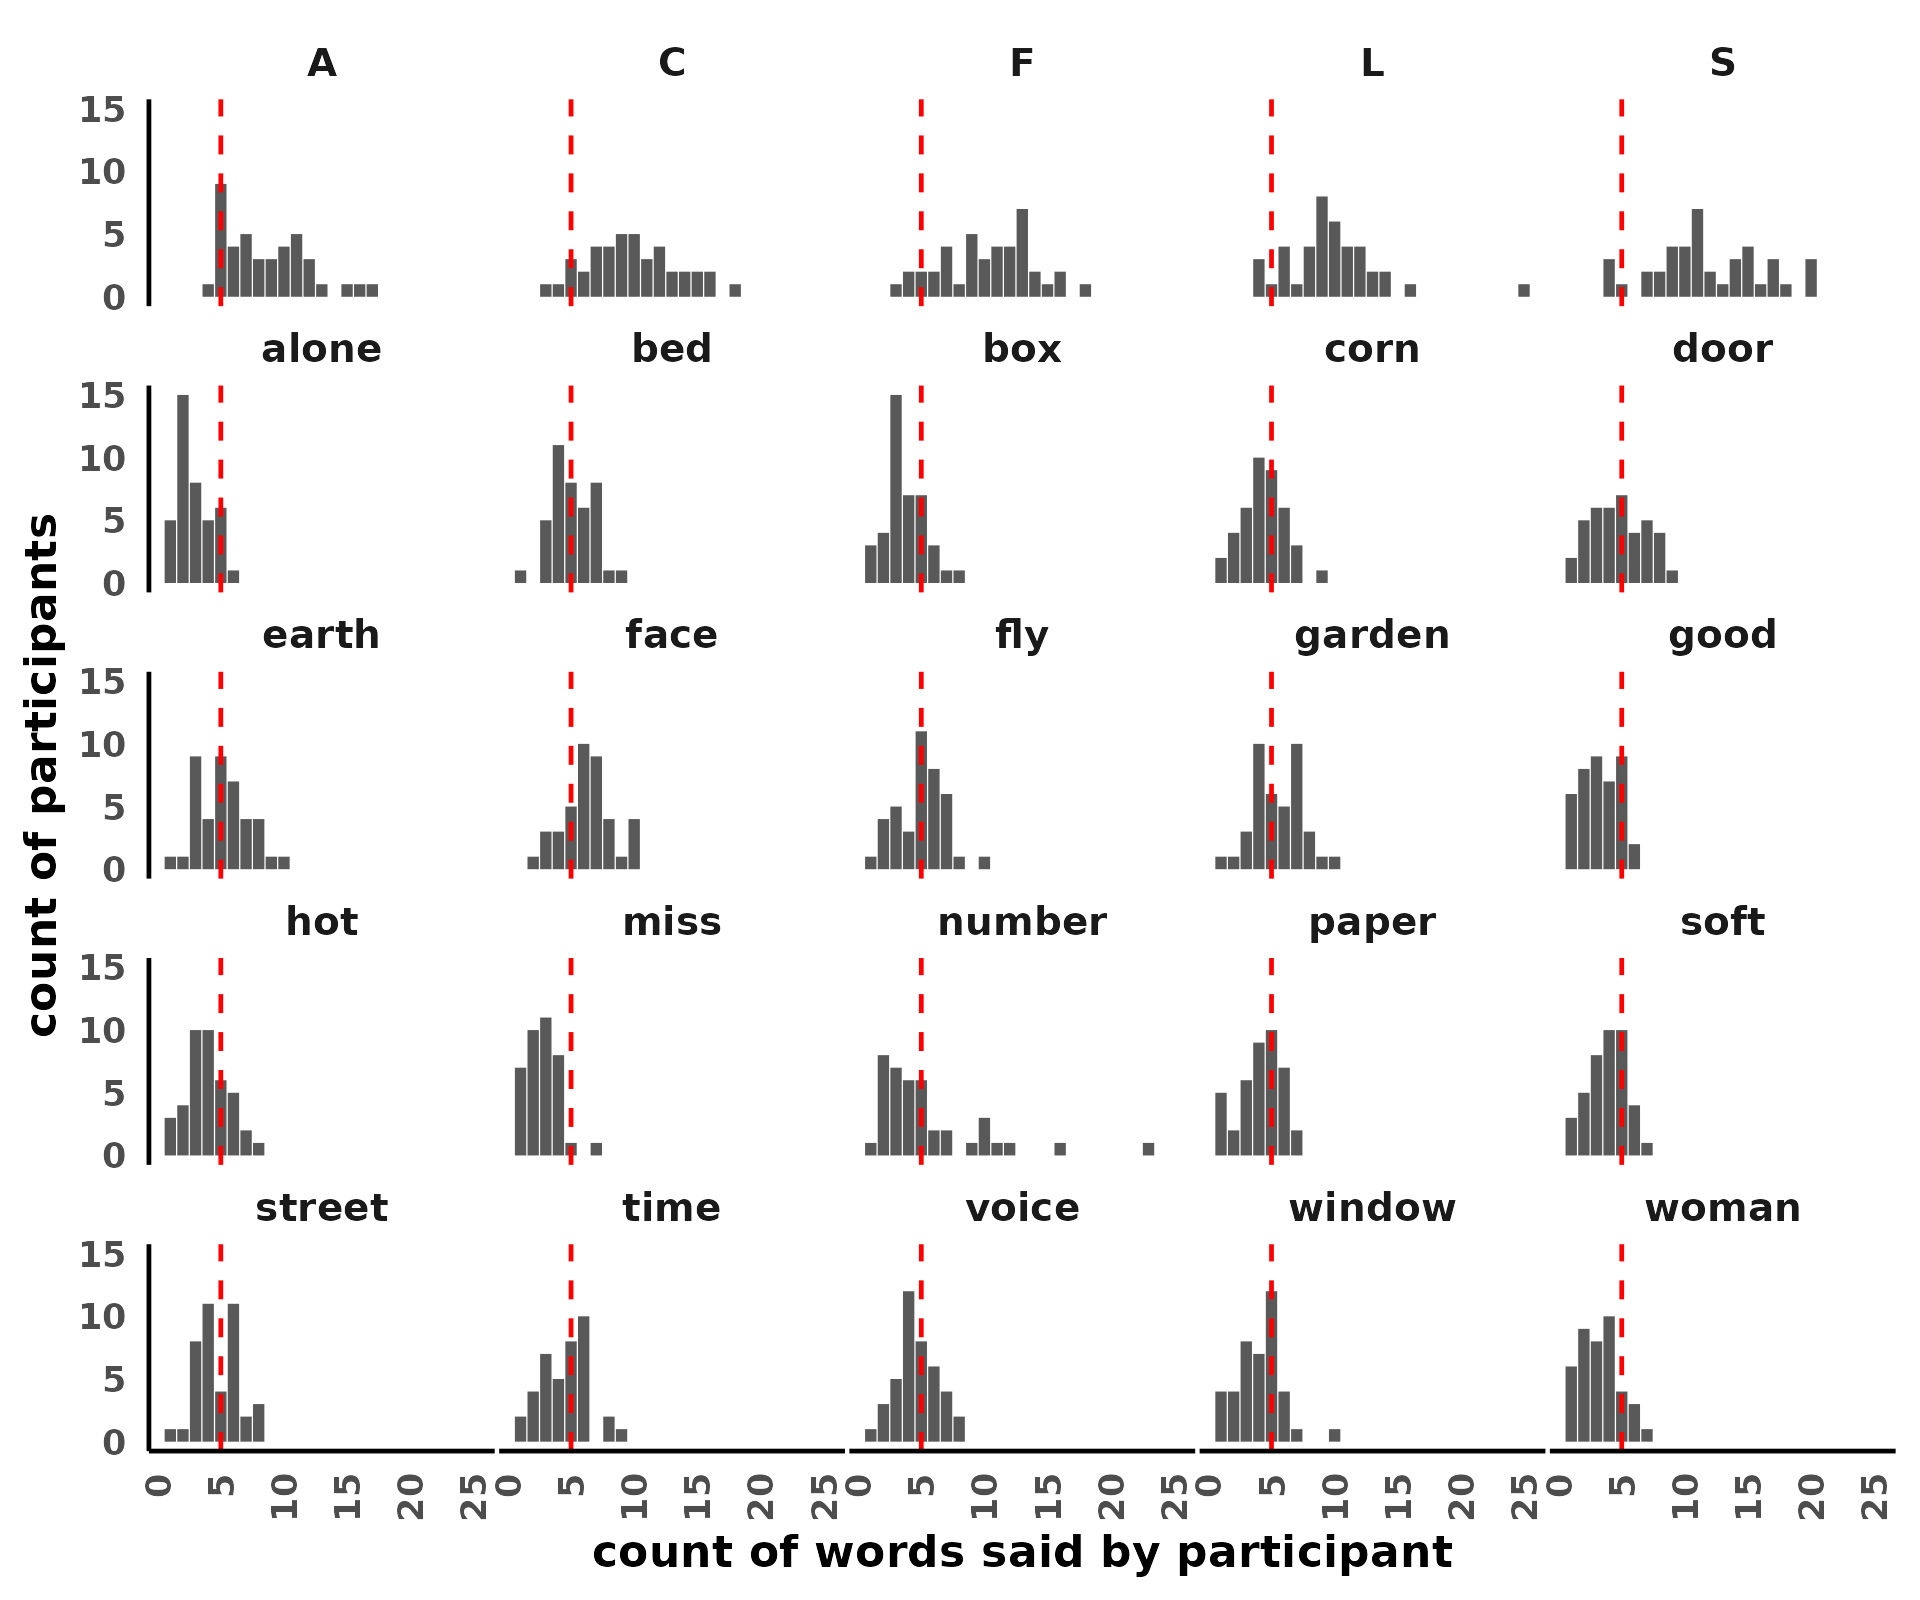 A C F L S
15
10
5
0
alone bed box corn door
15
10
5
0
earth face fly garden good
15
10
5
0
hot miss number paper soft
15
10
5
0
street time voice window woman
15
10
5
0
0 5 10 15 20 25 0 5 10 15 20 25 0 5 10 15 20 25 0 5 10 15 20 25 0 5 10 15 20 25
count of words said by participant
count of participants